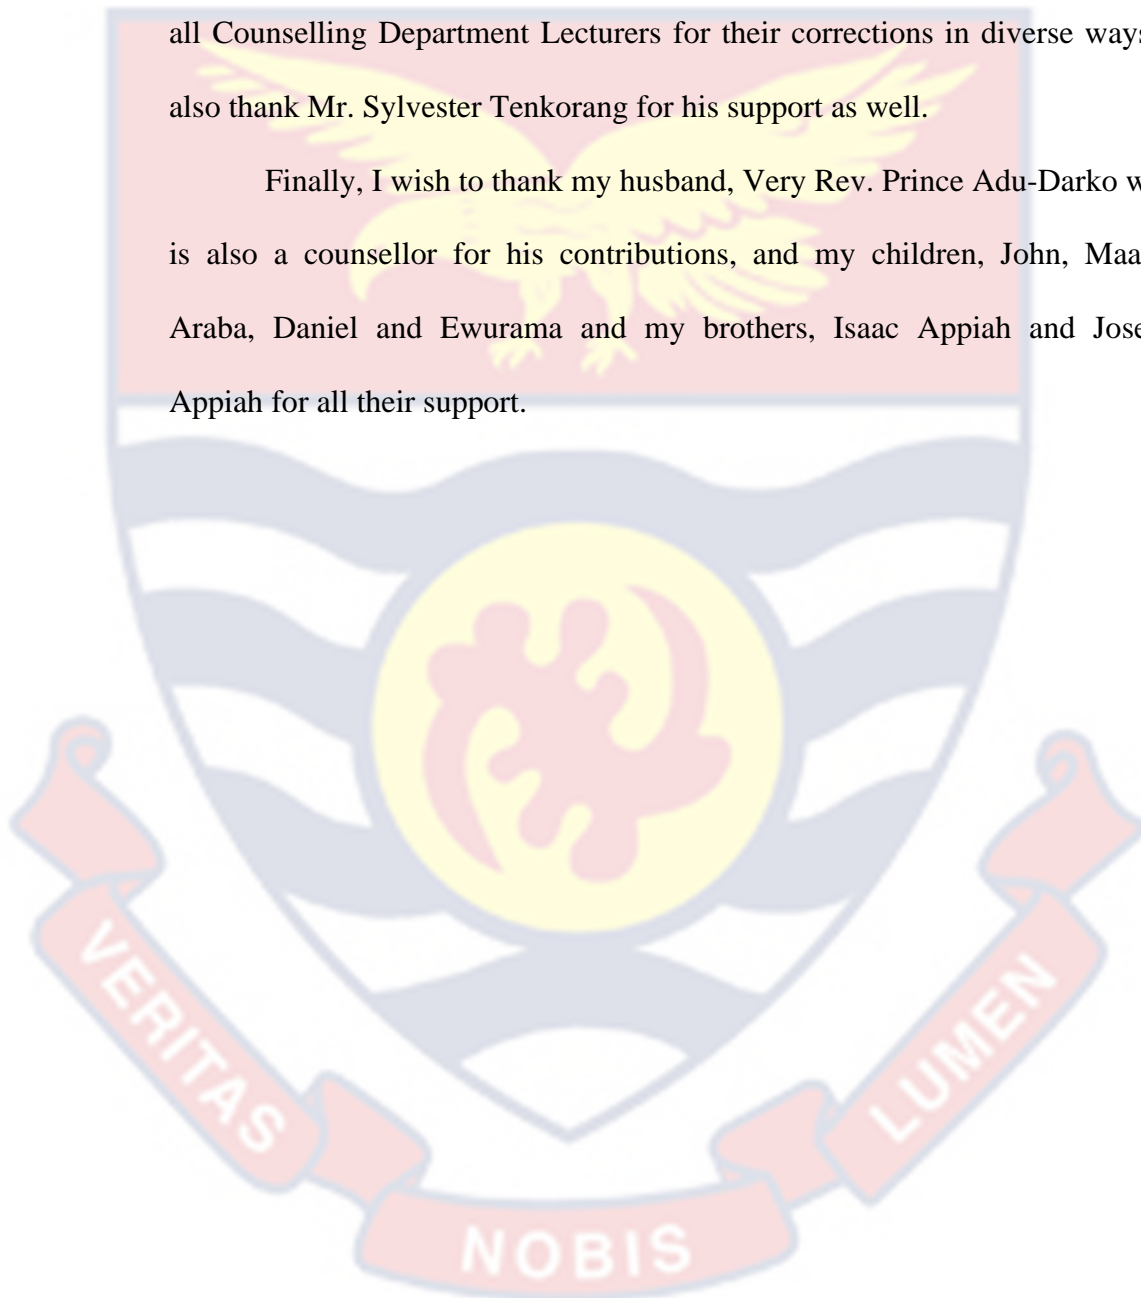 all Counselling Department Lecturers for their corrections in diverse ways
also thank Mr. Sylvester Tenkorang for his support as well.
Finally, I wish to thank my husband, Very Rev. Prince Adu-Darko w
is also a counsellor for his contributions, and my children, John, Maa
Araba, Daniel and Ewurama and my brothers, Isaac Appiah and Jose
Appiah for all their support.
VERITAS
NOBIS
LUMEN